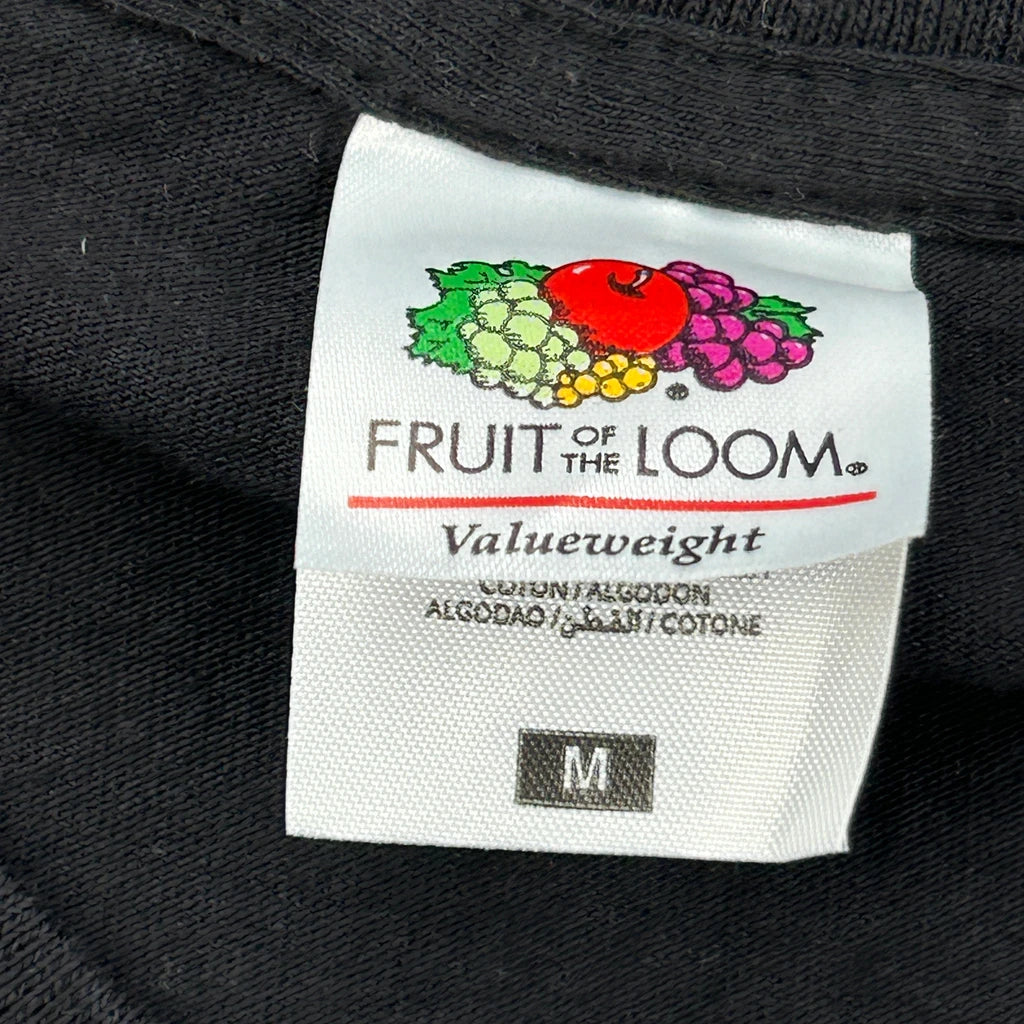 FRUIT OF THE LOOM®
Valueweight
COTON / ALGODON
ALGODAO / القطن / COTONE
M